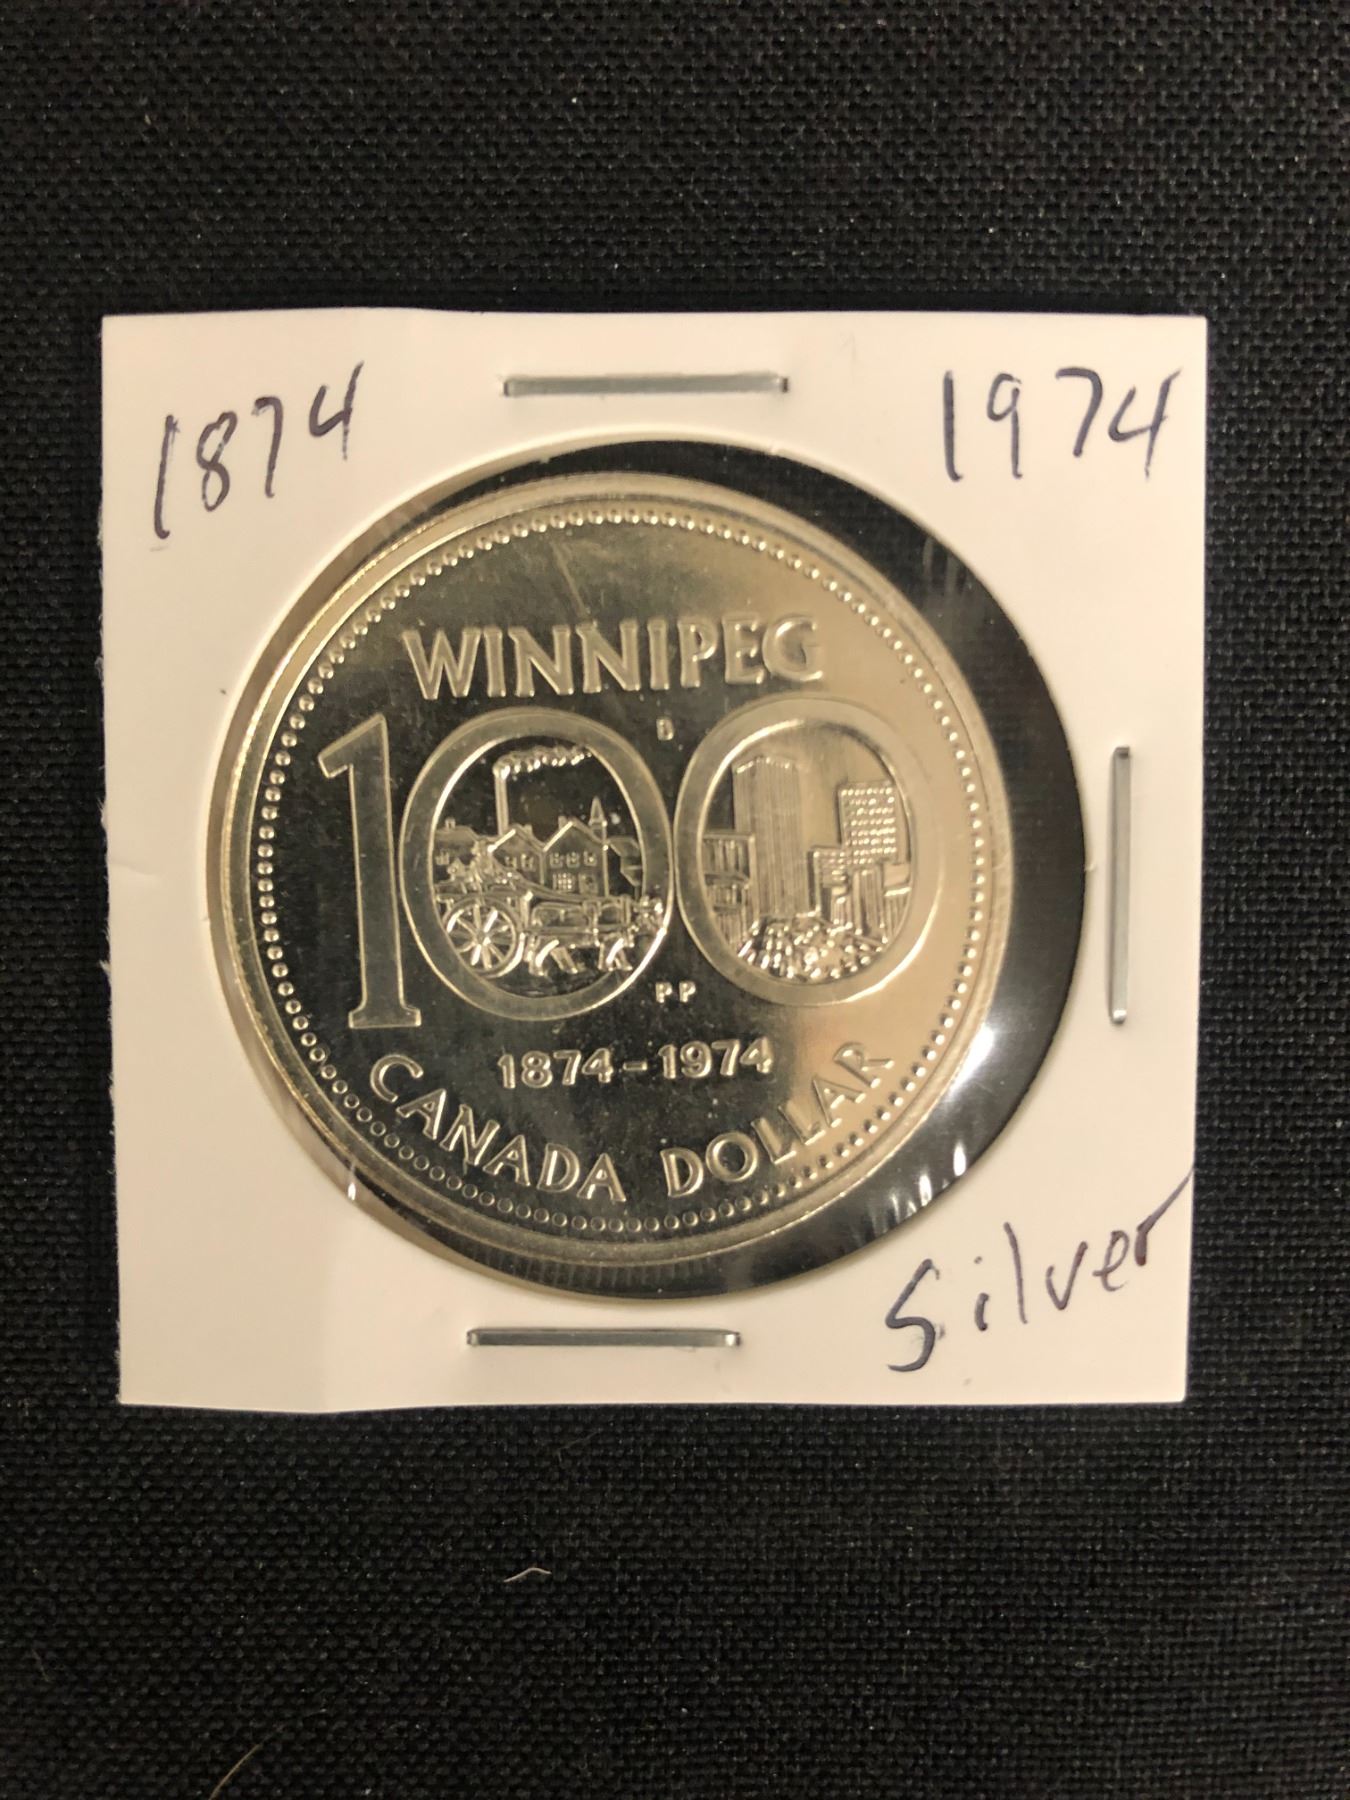 1874
1974
WINNIPEG
B
100
PP
1874-1974
CANADA DOLLAR
Silver